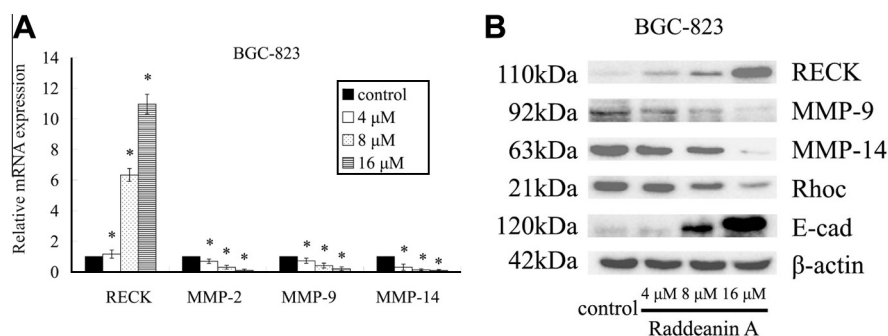 A
BGC-823
Relative mRNA expression
14
12
10
8
6
4
2
0
control
4 μM
8 μM
16 μM
* * *
* * *
* * *
* * *
RECK MMP-2 MMP-9 MMP-14
B
BGC-823
110kDa RECK
92kDa MMP-9
63kDa MMP-14
21kDa Rhoc
120kDa E-cad
42kDa β-actin
control 4 μM 8 μM 16 μM
Raddeanin A